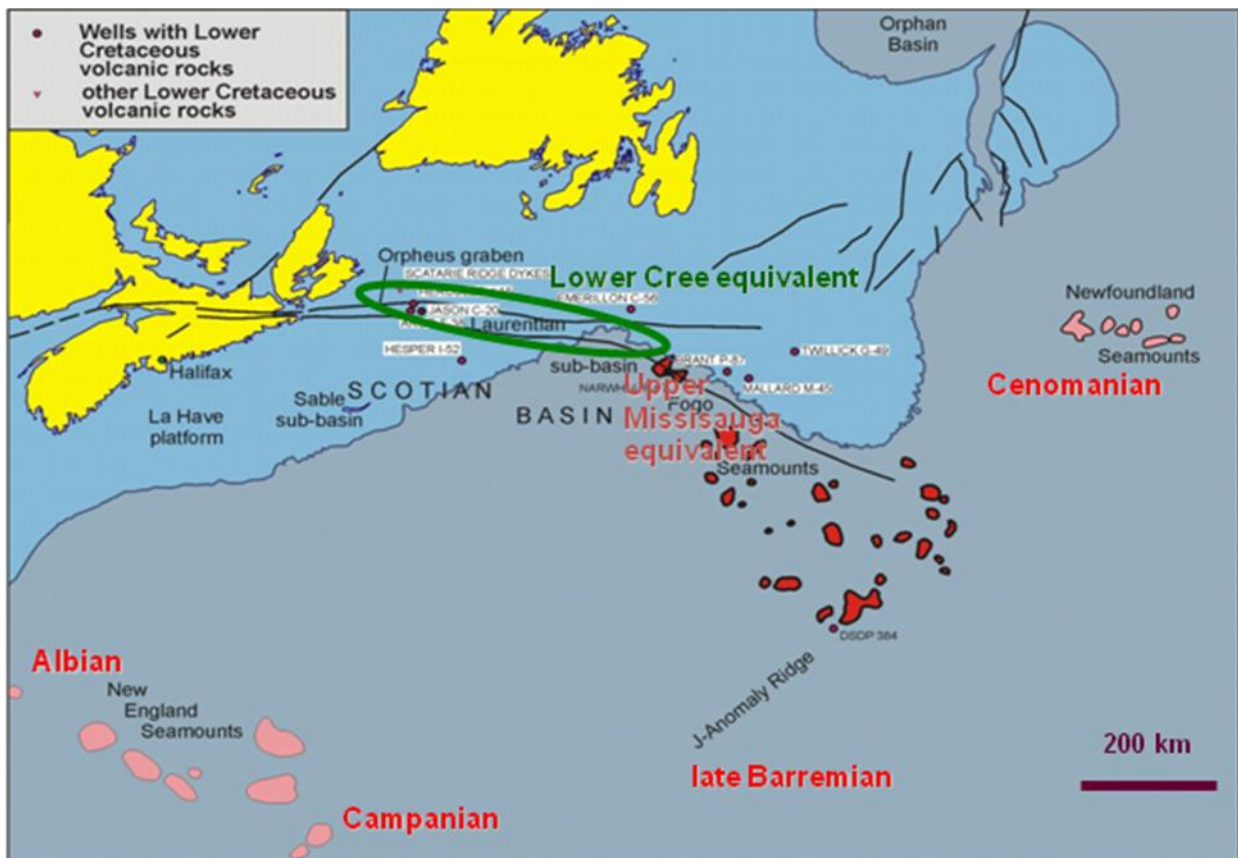 Wells with Lower
Cretaceous
volcanic rocks
other Lower Cretaceous
volcanic rocks
Orphan
Basin
Orpheus graben
SCATARIE RIDGE DYKES
Lower Cree equivalent
EMERILLON C-56
JASON C-20
Laurentian
HESPER I-52
sub-basin
BRANT P-87
TWILLICK G-49
MALLARD M-45
Newfoundland
Seamounts
Cenomanian
Halifax
SCOTIAN
Sable
sub-basin
La Have
platform
BASIN
Upper
Fogo
Missisauga
equivalent
Seamounts
DSDP 384
J-Anomaly Ridge
late Barremian
200 km
Albian
New
England
Seamounts
Campanian